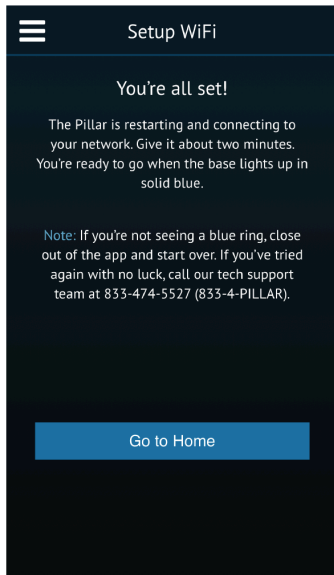 Setup WiFi
You're all set!
The Pillar is restarting and connecting to
your network. Give it about two minutes.
You're ready to go when the base lights up in
solid blue.
Note: If you're not seeing a blue ring, close
out of the app and start over. If you've tried
again with no luck, call our tech support
team at 833-474-5527 (833-4-PILLAR).
Go to Home